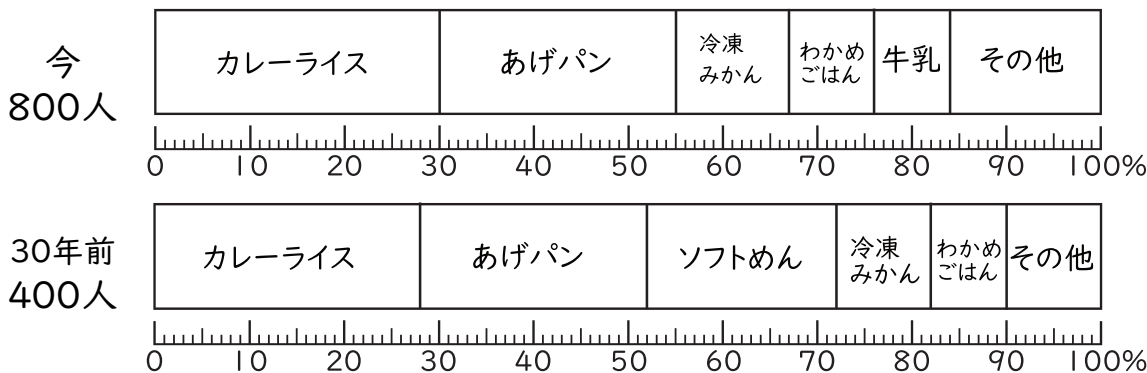 今
800人
カレーライス
あげパン
冷凍
みかん
わかめ
ごはん
牛乳
その他
0 10 20 30 40 50 60 70 80 90 100%
30年前
400人
カレーライス
あげパン
ソフトめん
冷凍
みかん
わかめ
ごはん
その他
0 10 20 30 40 50 60 70 80 90 100%